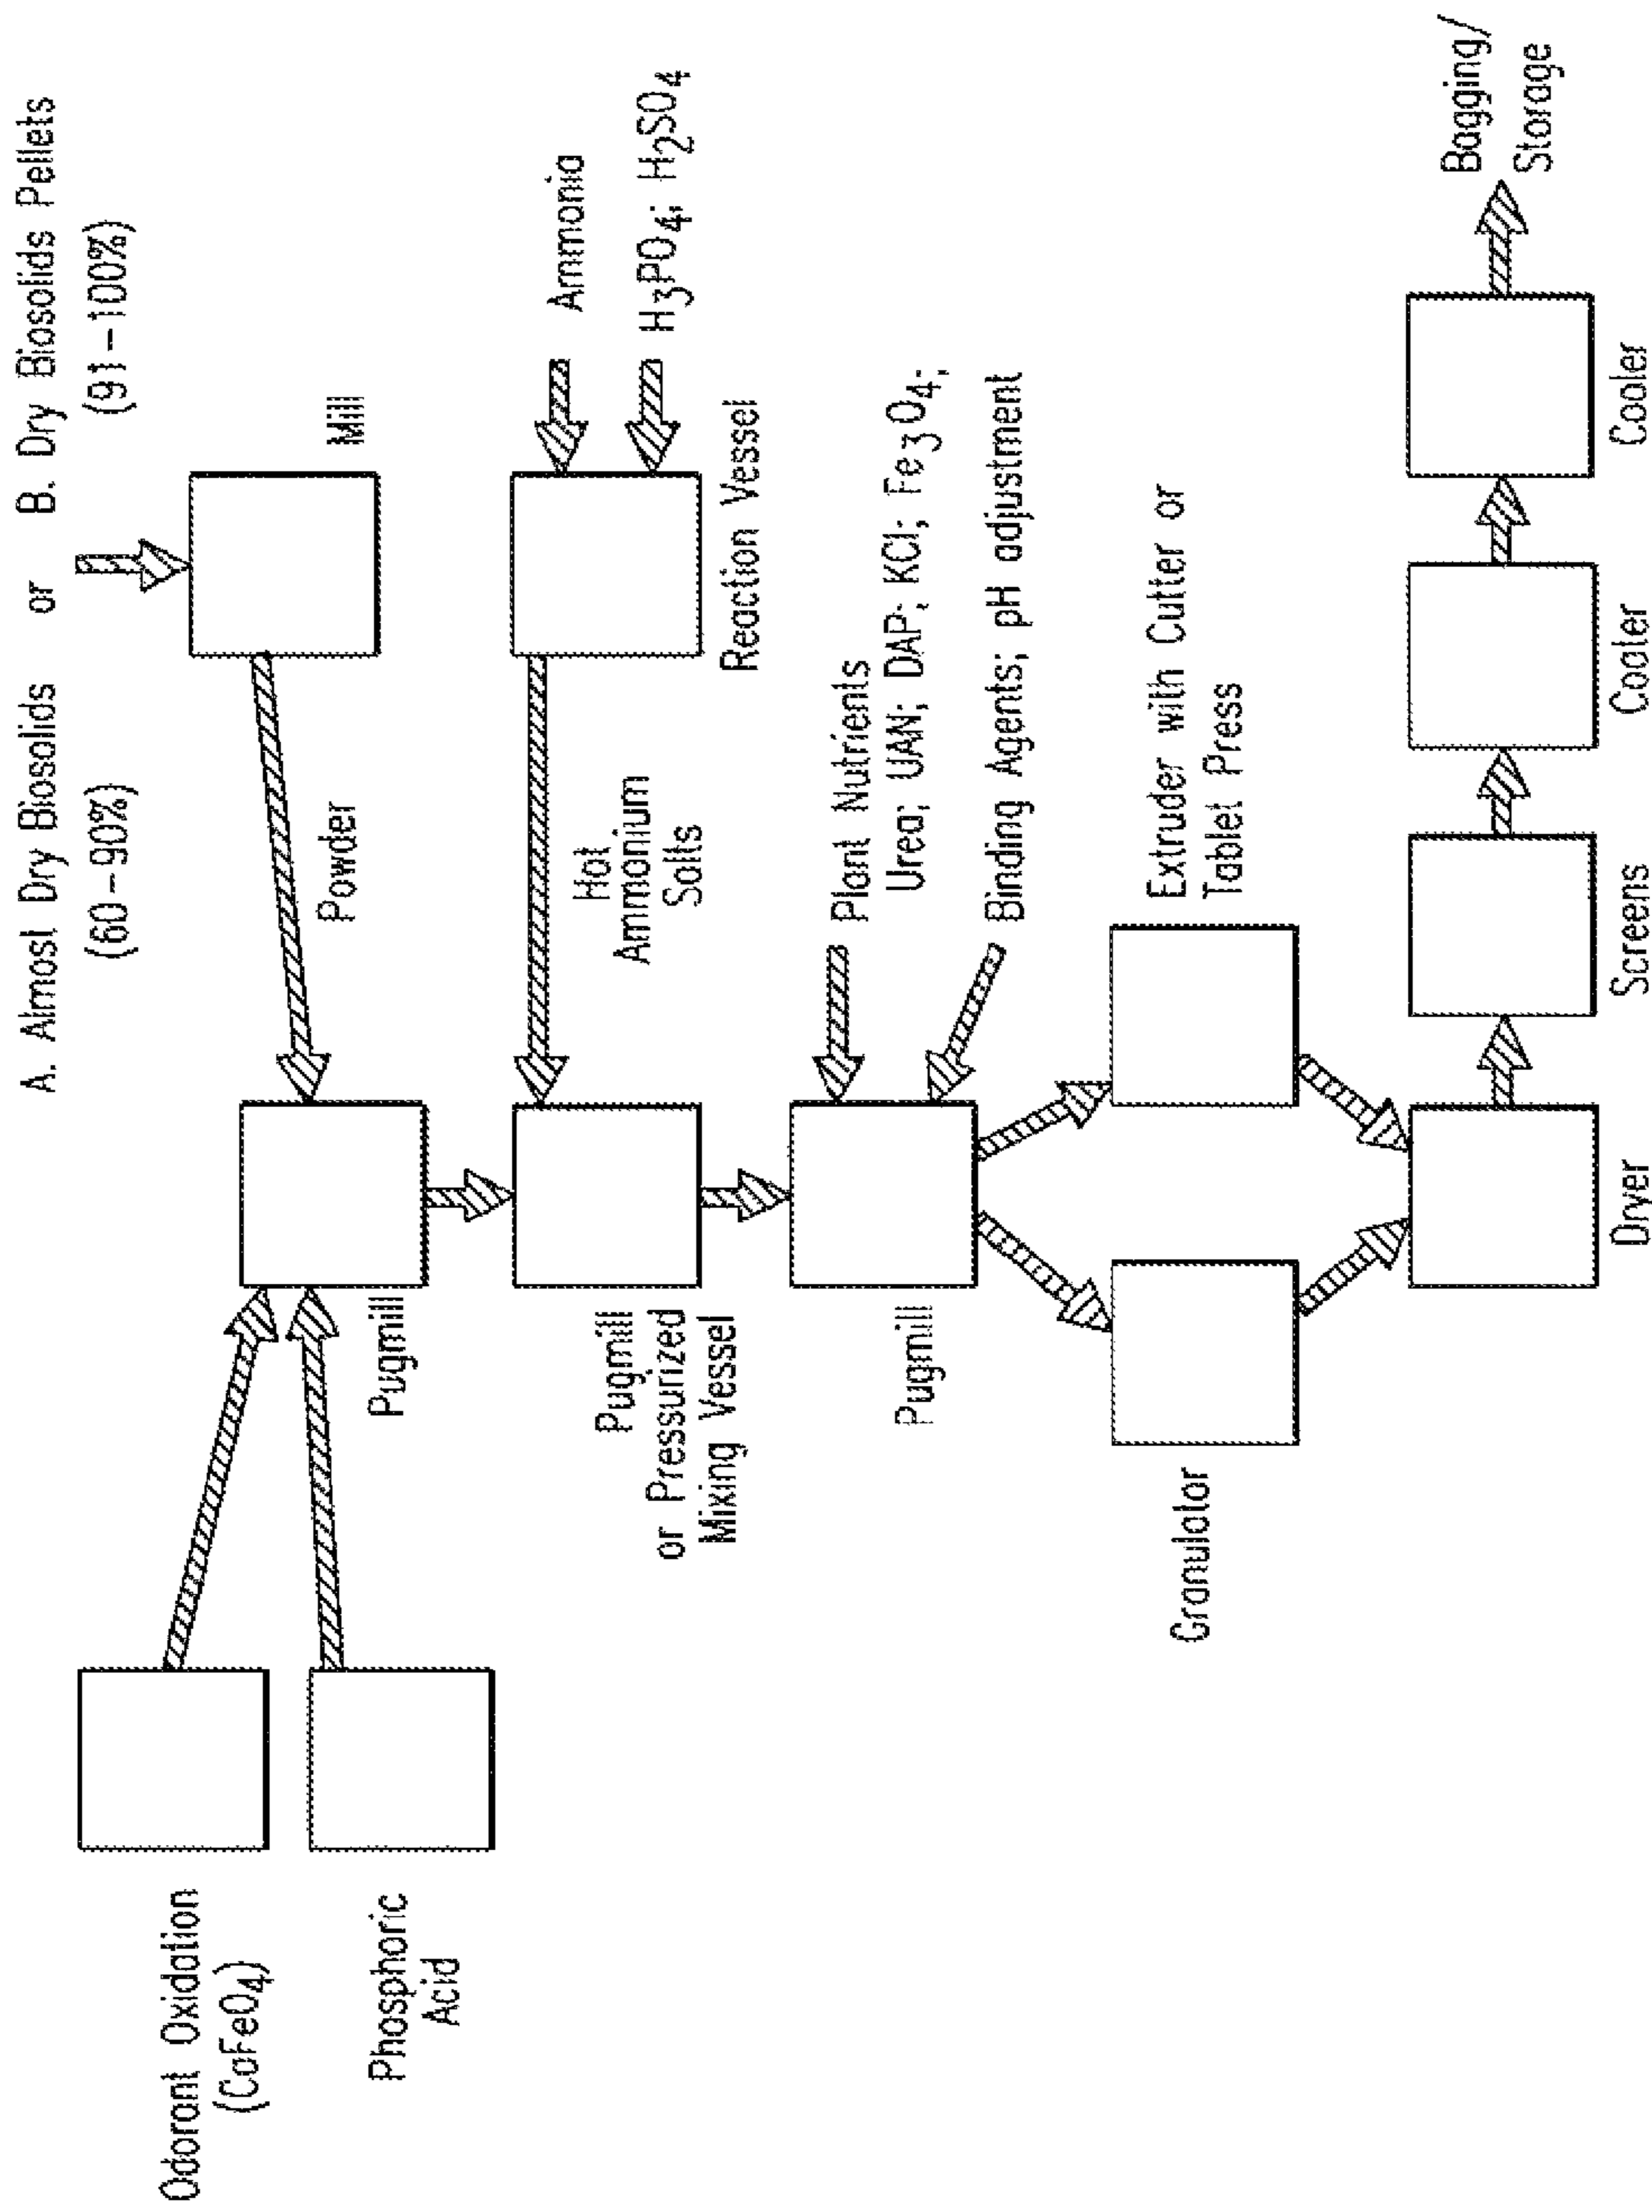 A. Almost Dry Biosolids or B. Dry Biosolids Pellets
(60-90%) (91-100%)
Mill
Powder
Odorant Oxidation
(CaFeO4)
Phosphoric
Acid
Pugmill
Ammonia
H3PO4; H2SO4
Reaction Vessel
Hot
Ammonium
Salts
Pugmill
or Pressurized
Mixing Vessel
Plant Nutrients
Urea; UAN; DAP; KCl; Fe3O4;
Binding Agents; pH adjustment
Pugmill
Extruder with Cutter or
Tablet Press
Granulator
Dryer
Screens
Cooler
Cooler
Bagging/
Storage